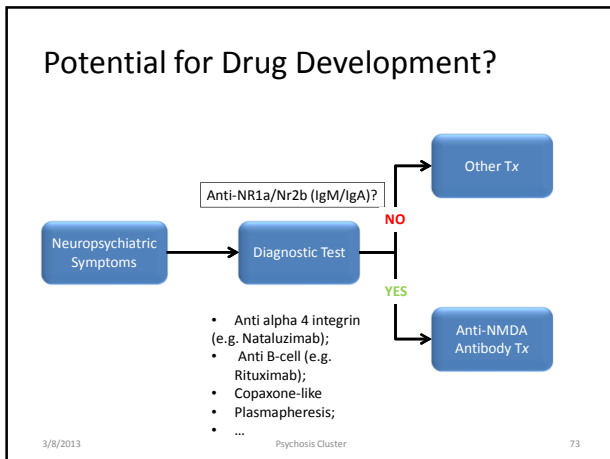 Potential for Drug Development?
Other Tx
Anti-NR1a/Nr2b (IgM/IgA)?
NO
Neuropsychiatric
Symptoms
Diagnostic Test
YES
• Anti alpha 4 integrin
(e.g. Nataluzimab);
• Anti B-cell (e.g.
Rituximab);
• Copaxone-like
• Plasmapheresis;
• …
Anti-NMDA
Antibody Tx
3/8/2013 Psychosis Cluster 73